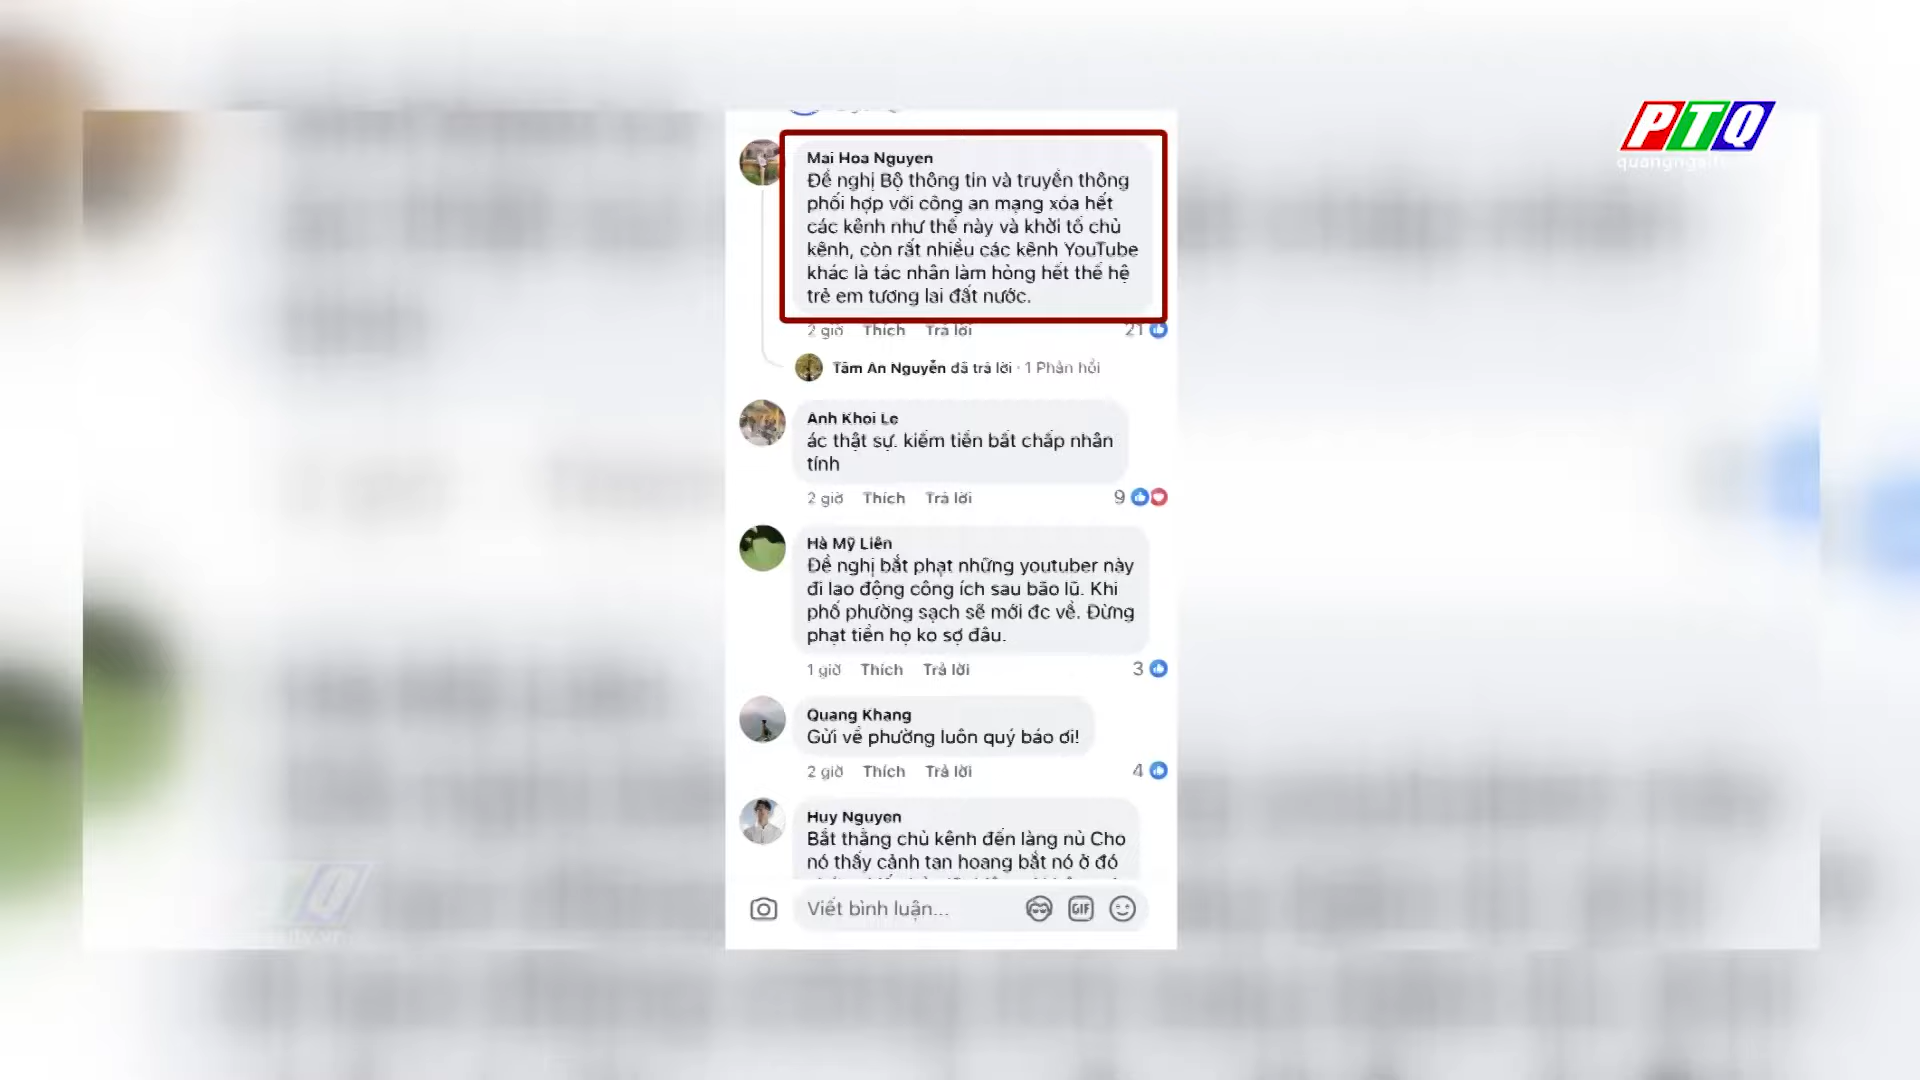 PTQ
Mai Hoa Nguyen
Đề nghị Bộ thông tin và truyền thông
phối hợp với công an mạng xóa hết
các kênh như thế này và khởi tố chủ
kênh, còn rất nhiều các kênh YouTube
khác là tác nhân làm hỏng hết thế hệ
trẻ em tương lai đất nước.
2 giờ Thích Trả lời 21
Tâm An Nguyễn đã trả lời · 1 Phản hồi
Anh Khoi Le
ác thật sự. kiếm tiền bất chấp nhân
tính
2 giờ Thích Trả lời 9
Hà Mỹ Liên
Đề nghị bắt phạt những youtuber này
đi lao động công ích sau bão lũ. Khi
phố phường sạch sẽ mới đc về. Đừng
phạt tiền họ ko sợ đâu.
1 giờ Thích Trả lời 3
Quang Khang
Gửi về phường luôn quý báo ơi!
2 giờ Thích Trả lời 4
Huy Nguyen
Bắt thằng chủ kênh đến làng nủ Cho
nó thấy cảnh tan hoang bắt nó ở đó
Viết bình luận...
GIF